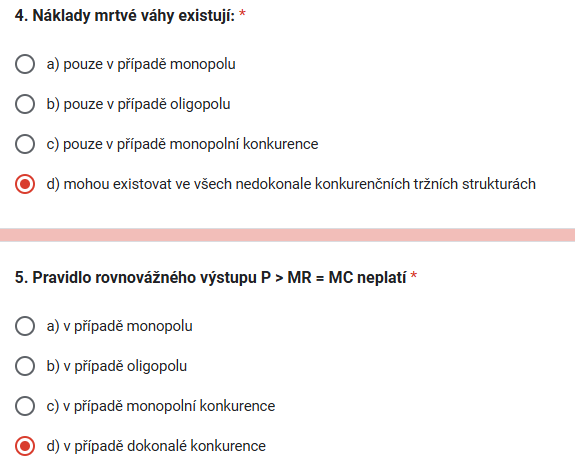 4. Náklady mrtvé váhy existují: *
a) pouze v případě monopolu
b) pouze v případě oligopolu
c) pouze v případě monopolní konkurence
d) mohou existovat ve všech nedokonale konkurenčních tržních strukturách
5. Pravidlo rovnovážného výstupu P > MR = MC neplatí *
a) v případě monopolu
b) v případě oligopolu
c) v případě monopolní konkurence
d) v případě dokonalé konkurence